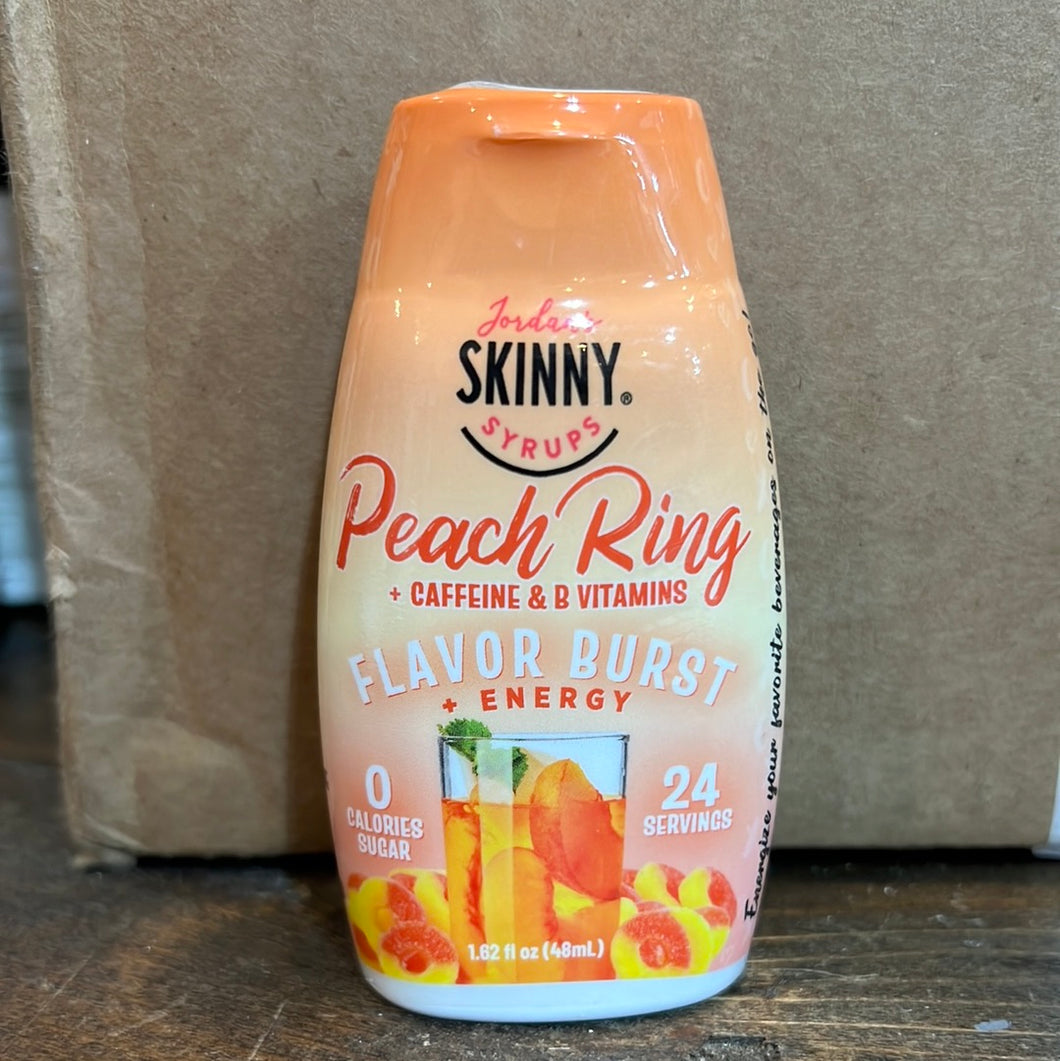 Jordan's
SKINNY®
SYRUPS
Peach Ring
+ CAFFEINE & B VITAMINS
FLAVOR BURST
+ ENERGY
0
CALORIES
SUGAR
24
SERVINGS
1.62 fl oz (48mL)
Energize your favorite beverages on the go!